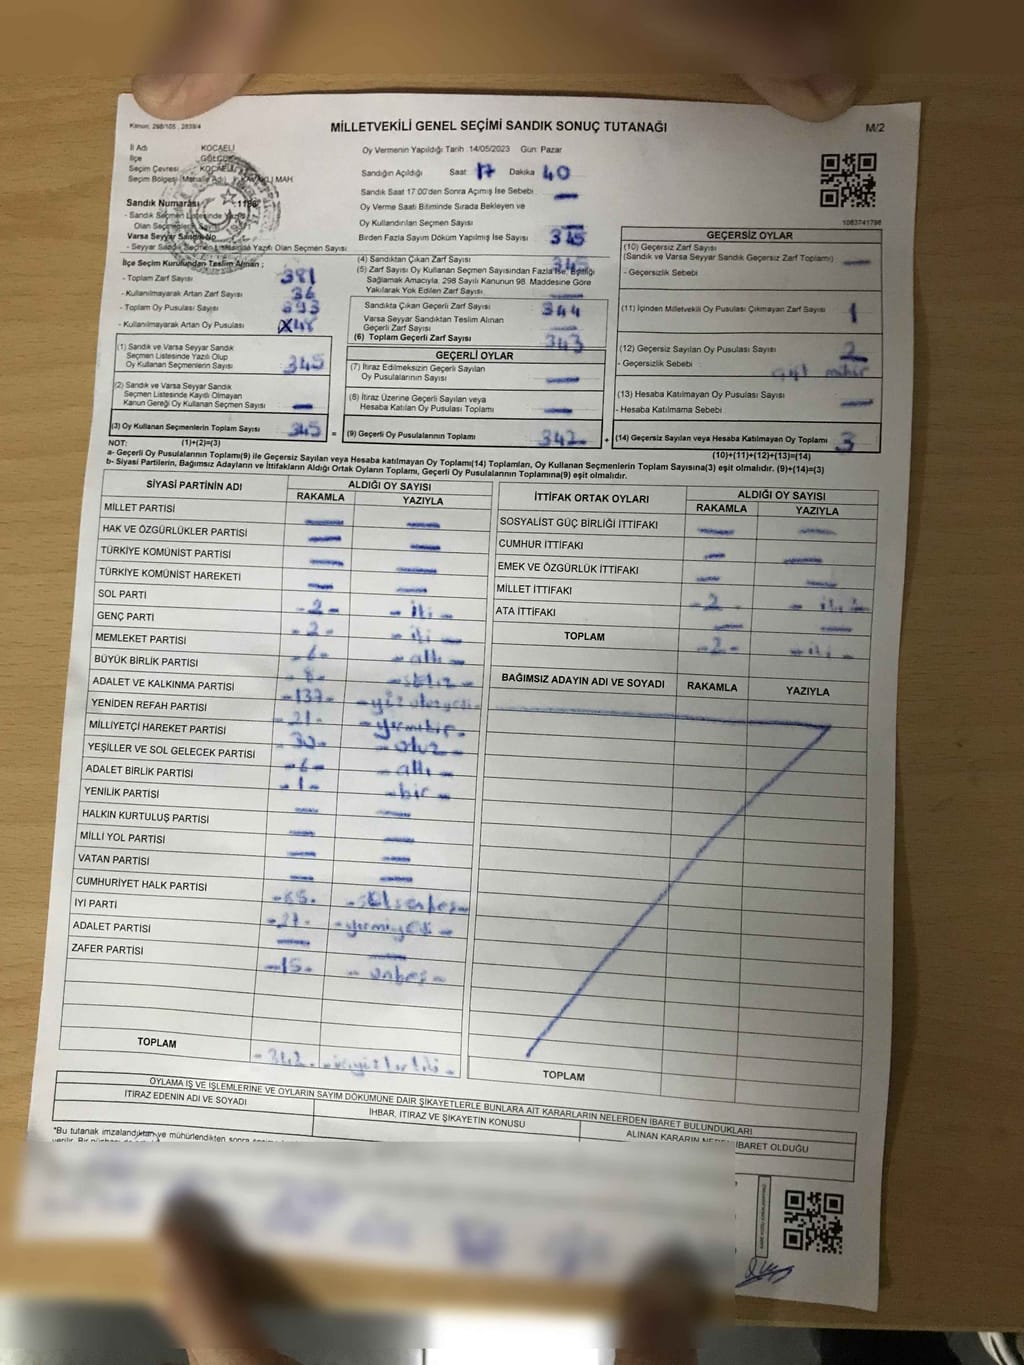 Kanun: 298/105 , 2839/4
MİLLETVEKİLİ GENEL SEÇİMİ SANDIK SONUÇ TUTANAĞI
M/2
İl Adı KOCAELİ
İlçe GÖLCÜK
Seçim Çevresi KOCAELİ
Seçim Bölgesi (Mahalle Adı) MAH.
Sandık Numarası
- Sandık Seçmen Listesinde Yazılı
Olan Seçmenlerin Sayısı
Varsa Seyyar Sandık No
- Seyyar Sandık Seçmen Listesinde Yazılı Olan Seçmen Sayısı
Oy Vermenin Yapıldığı Tarih :14/05/2023 Gün: Pazar
Sandığın Açıldığı Saat 17 Dakika 40
Sandık Saat 17:00'den Sonra Açımış İse Sebebi —
Oy Verme Saati Bitiminde Sırada Bekleyen ve
Oy Kullandırılan Seçmen Sayısı —
Birden Fazla Sayım Döküm Yapılmış İse Sayısı 345
1083741786
İlçe Seçim Kurulundan Teslim Alınan ;
- Toplam Zarf Sayısı 381
- Kullanılmayarak Artan Zarf Sayısı 36
- Toplam Oy Pusulası Sayısı 393
- Kullanılmayarak Artan Oy Pusulası 48
(1) Sandık ve Varsa Seyyar Sandık
Seçmen Listesinde Yazılı Olup
Oy Kullanan Seçmenlerin Sayısı 345
(2) Sandık ve Varsa Seyyar Sandık
Seçmen Listesinde Kayıtlı Olmayan
Kanun Gereği Oy Kullanan Seçmen Sayısı —
(3) Oy Kullanan Seçmenlerin Toplam Sayısı 345
(4) Sandıktan Çıkan Zarf Sayısı 345
(5) Zarf Sayısı Oy Kullanan Seçmen Sayısından Fazla İse, Eşitliği
Sağlamak Amacıyla, 298 Sayılı Kanunun 98. Maddesine Göre
Yakılarak Yok Edilen Zarf Sayısı —
Sandıkta Çıkan Geçerli Zarf Sayısı 344
Varsa Seyyar Sandıktan Teslim Alınan
Geçerli Zarf Sayısı —
(6) Toplam Geçerli Zarf Sayısı 343
GEÇERLİ OYLAR
(7) İtiraz Edilmeksizin Geçerli Sayılan
Oy Pusulalarının Sayısı —
(8) İtiraz Üzerine Geçerli Sayılan veya
Hesaba Katılan Oy Pusulası Toplamı —
= (9) Geçerli Oy Pusulalarının Toplamı 342
GEÇERSİZ OYLAR
(10) Geçersiz Zarf Sayısı
(Sandık ve Varsa Seyyar Sandık Geçersiz Zarf Toplamı) —
- Geçersizlik Sebebi
(11) İçinden Milletvekili Oy Pusulası Çıkmayan Zarf Sayısı 1
(12) Geçersiz Sayılan Oy Pusulası Sayısı 2
- Geçersizlik Sebebi mühür
(13) Hesaba Katılmayan Oy Pusulası Sayısı —
- Hesaba Katılmama Sebebi
+ (14) Geçersiz Sayılan veya Hesaba Katılmayan Oy Toplamı 3
NOT: (1)+(2)=(3)
(10)+(11)+(12)+(13)=(14)
a- Geçerli Oy Pusulalarının Toplamı(9) ile Geçersiz Sayılan veya Hesaba Katılmayan Oy Toplamı(14) Toplamları, Oy Kullanan Seçmenlerin Toplam Sayısına(3) eşit olmalıdır. (9)+(14)=(3)
b- Siyasi Partilerin, Bağımsız Adayların ve İttifakların Aldığı Ortak Oyların Toplamı, Geçerli Oy Pusulalarının Toplamına(9) eşit olmalıdır.
SİYASİ PARTİNİN ADI ALDIĞI OY SAYISI
RAKAMLA YAZIYLA
MİLLET PARTİSİ — —
HAK VE ÖZGÜRLÜKLER PARTİSİ — —
TÜRKİYE KOMÜNİST PARTİSİ — —
TÜRKİYE KOMÜNİST HAREKETİ — —
SOL PARTİ -2- - iki -
GENÇ PARTİ -2- - iki -
MEMLEKET PARTİSİ -6- - altı -
BÜYÜK BİRLİK PARTİSİ -8- - sekiz -
ADALET VE KALKINMA PARTİSİ -137- - yüzotuzyedi -
YENİDEN REFAH PARTİSİ -21- - yirmibir -
MİLLİYETÇİ HAREKET PARTİSİ -30- - otuz -
YEŞİLLER VE SOL GELECEK PARTİSİ -6- - altı -
ADALET BİRLİK PARTİSİ -1- - bir -
YENİLİK PARTİSİ — —
HALKIN KURTULUŞ PARTİSİ — —
MİLLİ YOL PARTİSİ — —
VATAN PARTİSİ — —
CUMHURİYET HALK PARTİSİ -85- - seksenbeş -
İYİ PARTİ -27- - yirmiyedi -
ADALET PARTİSİ — —
ZAFER PARTİSİ -15- - onbeş -
TOPLAM -342-
İTTİFAK ORTAK OYLARI ALDIĞI OY SAYISI
RAKAMLA YAZIYLA
SOSYALİST GÜÇ BİRLİĞİ İTTİFAKI — —
CUMHUR İTTİFAKI — —
EMEK VE ÖZGÜRLÜK İTTİFAKI — —
MİLLET İTTİFAKI -2- - iki -
ATA İTTİFAKI — —
TOPLAM -2- - iki -
BAĞIMSIZ ADAYIN ADI VE SOYADI RAKAMLA YAZIYLA
TOPLAM
OYLAMA İŞ VE İŞLEMLERİNE VE OYLARIN SAYIM DÖKÜMÜNE DAİR ŞİKAYETLERLE BUNLARA AİT KARARLARIN NELERDEN İBARET BULUNDUKLARI
İTİRAZ EDENİN ADI VE SOYADI
İHBAR, İTİRAZ VE ŞİKAYETİN KONUSU
ALINAN KARARIN NEDEN İBARET OLDUĞU
*Bu tutanak imzalandıktan ve mühürlendikten sonra